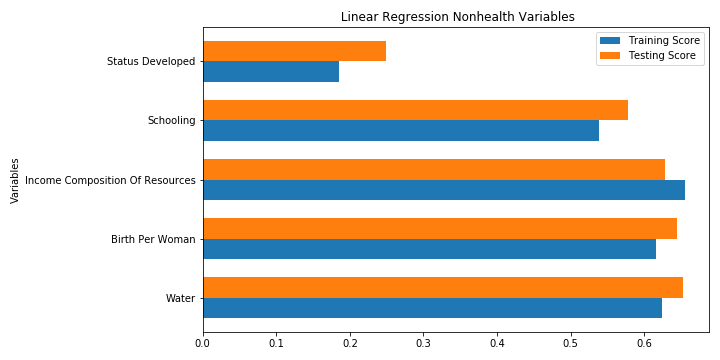 Linear Regression Nonhealth Variables
Training Score
Testing Score
Status Developed
Schooling
Income Composition Of Resources
Birth Per Woman
Water
Variables
0.0 0.1 0.2 0.3 0.4 0.5 0.6